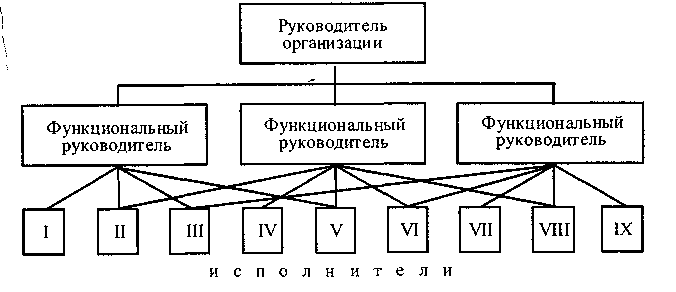 Руководитель
организации
Функциональный
руководитель
Функциональный
руководитель
Функциональный
руководитель
I II III IV V VI VII VIII IX
исполнители